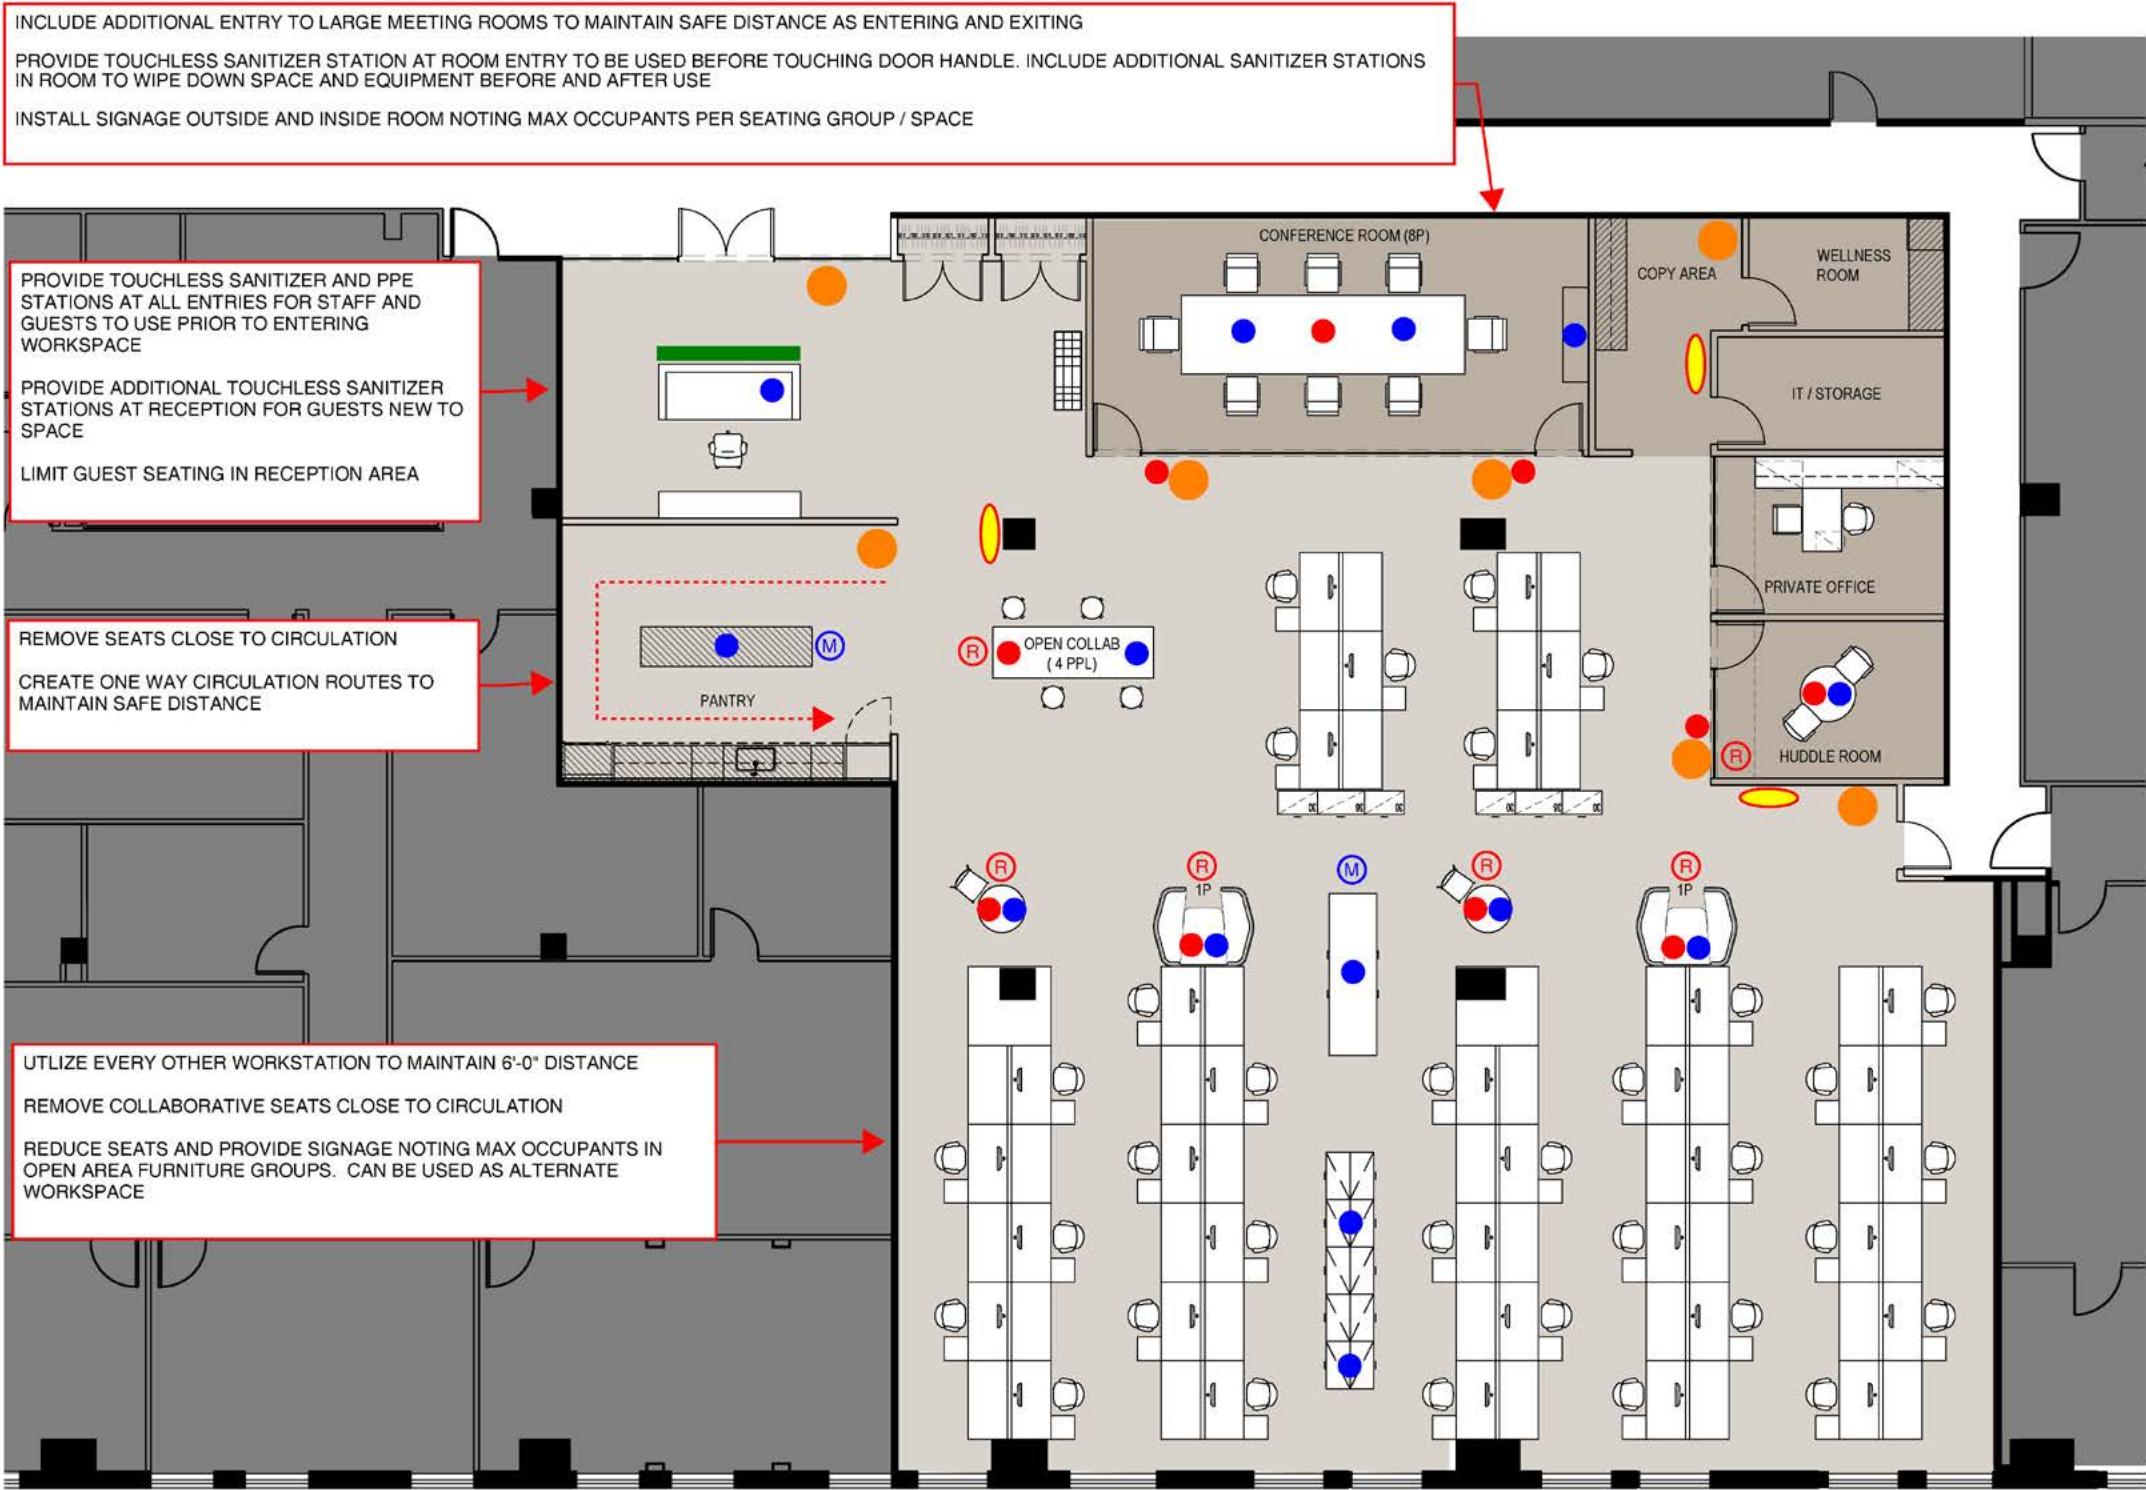 INCLUDE ADDITIONAL ENTRY TO LARGE MEETING ROOMS TO MAINTAIN SAFE DISTANCE AS ENTERING AND EXITING
PROVIDE TOUCHLESS SANITIZER STATION AT ROOM ENTRY TO BE USED BEFORE TOUCHING DOOR HANDLE. INCLUDE ADDITIONAL SANITIZER STATIONS
IN ROOM TO WIPE DOWN SPACE AND EQUIPMENT BEFORE AND AFTER USE
INSTALL SIGNAGE OUTSIDE AND INSIDE ROOM NOTING MAX OCCUPANTS PER SEATING GROUP / SPACE
CONFERENCE ROOM (8P)
COPY AREA
WELLNESS
ROOM
PROVIDE TOUCHLESS SANITIZER AND PPE
STATIONS AT ALL ENTRIES FOR STAFF AND
GUESTS TO USE PRIOR TO ENTERING
WORKSPACE
PROVIDE ADDITIONAL TOUCHLESS SANITIZER
STATIONS AT RECEPTION FOR GUESTS NEW TO
SPACE
LIMIT GUEST SEATING IN RECEPTION AREA
IT / STORAGE
PRIVATE OFFICE
REMOVE SEATS CLOSE TO CIRCULATION
CREATE ONE WAY CIRCULATION ROUTES TO
MAINTAIN SAFE DISTANCE
M
PANTRY
R
OPEN COLLAB
( 4 PPL)
R
HUDDLE ROOM
R
R
1P
M
R
R
1P
UTLIZE EVERY OTHER WORKSTATION TO MAINTAIN 6'-0" DISTANCE
REMOVE COLLABORATIVE SEATS CLOSE TO CIRCULATION
REDUCE SEATS AND PROVIDE SIGNAGE NOTING MAX OCCUPANTS IN
OPEN AREA FURNITURE GROUPS.  CAN BE USED AS ALTERNATE
WORKSPACE